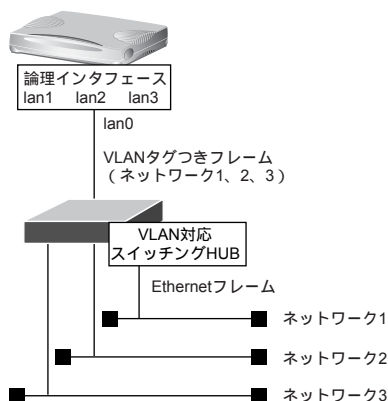 論理インタフェース
lan1 lan2 lan3
lan0
VLANタグつきフレーム
(ネットワーク1、2、3)
VLAN対応
スイッチングHUB
Ethernetフレーム
ネットワーク1
ネットワーク2
ネットワーク3